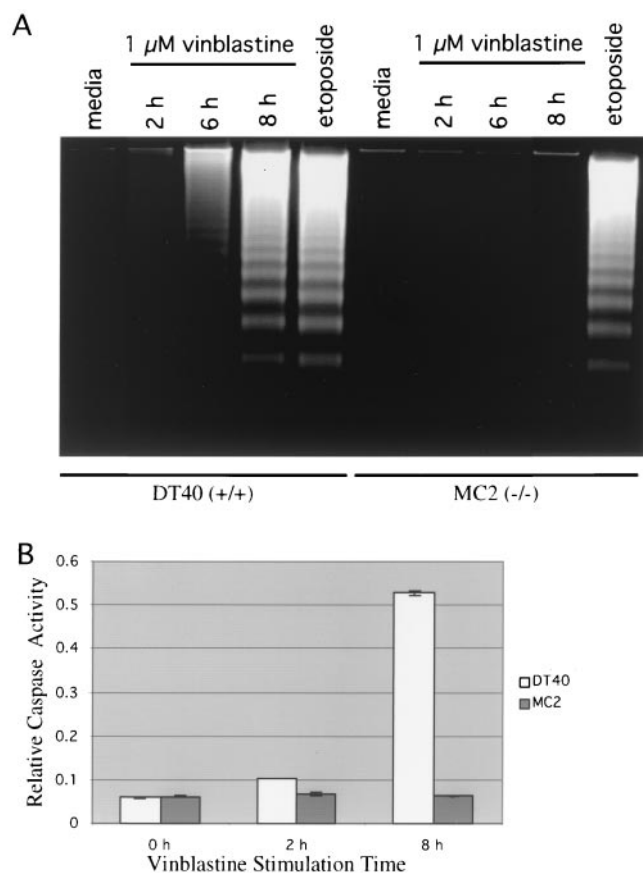 A
1 µM vinblastine
1 µM vinblastine
media
2 h
6 h
8 h
etoposide
media
2 h
6 h
8 h
etoposide
DT40 (+/+)
MC2 (-/-)
B
Relative Caspase Activity
0.6
0.5
0.4
0.3
0.2
0.1
0
DT40
MC2
0 h
2 h
8 h
Vinblastine Stimulation Time